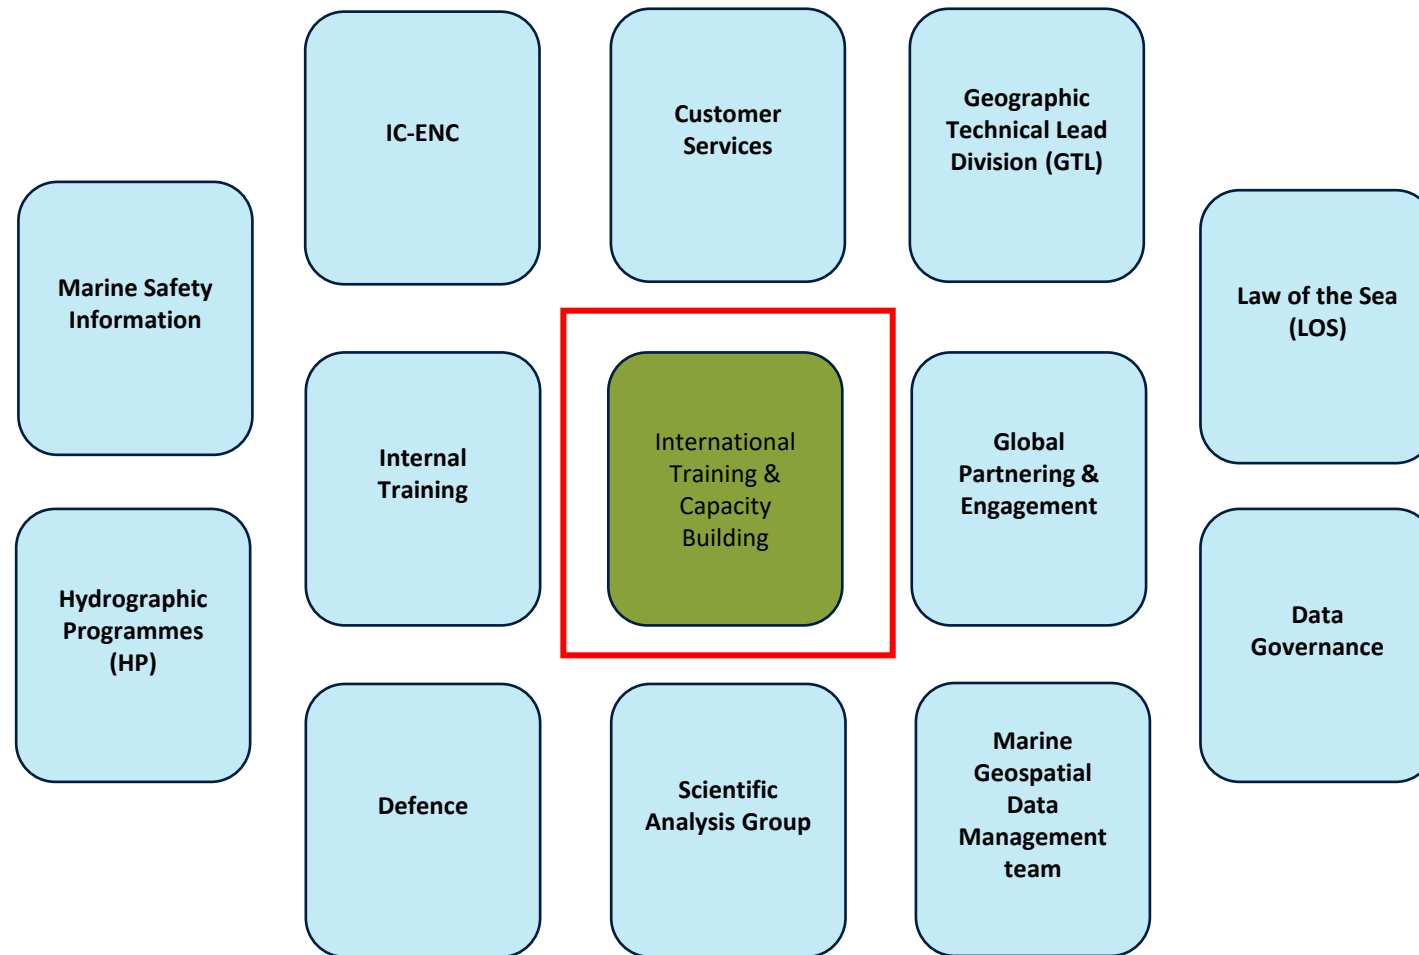 IC-ENC
Customer
Services
Geographic
Technical Lead
Division (GTL)
Marine Safety
Information
Law of the Sea
(LOS)
Internal
Training
International
Training &
Capacity
Building
Global
Partnering &
Engagement
Hydrographic
Programmes
(HP)
Data
Governance
Defence
Scientific
Analysis Group
Marine
Geospatial
Data
Management
team